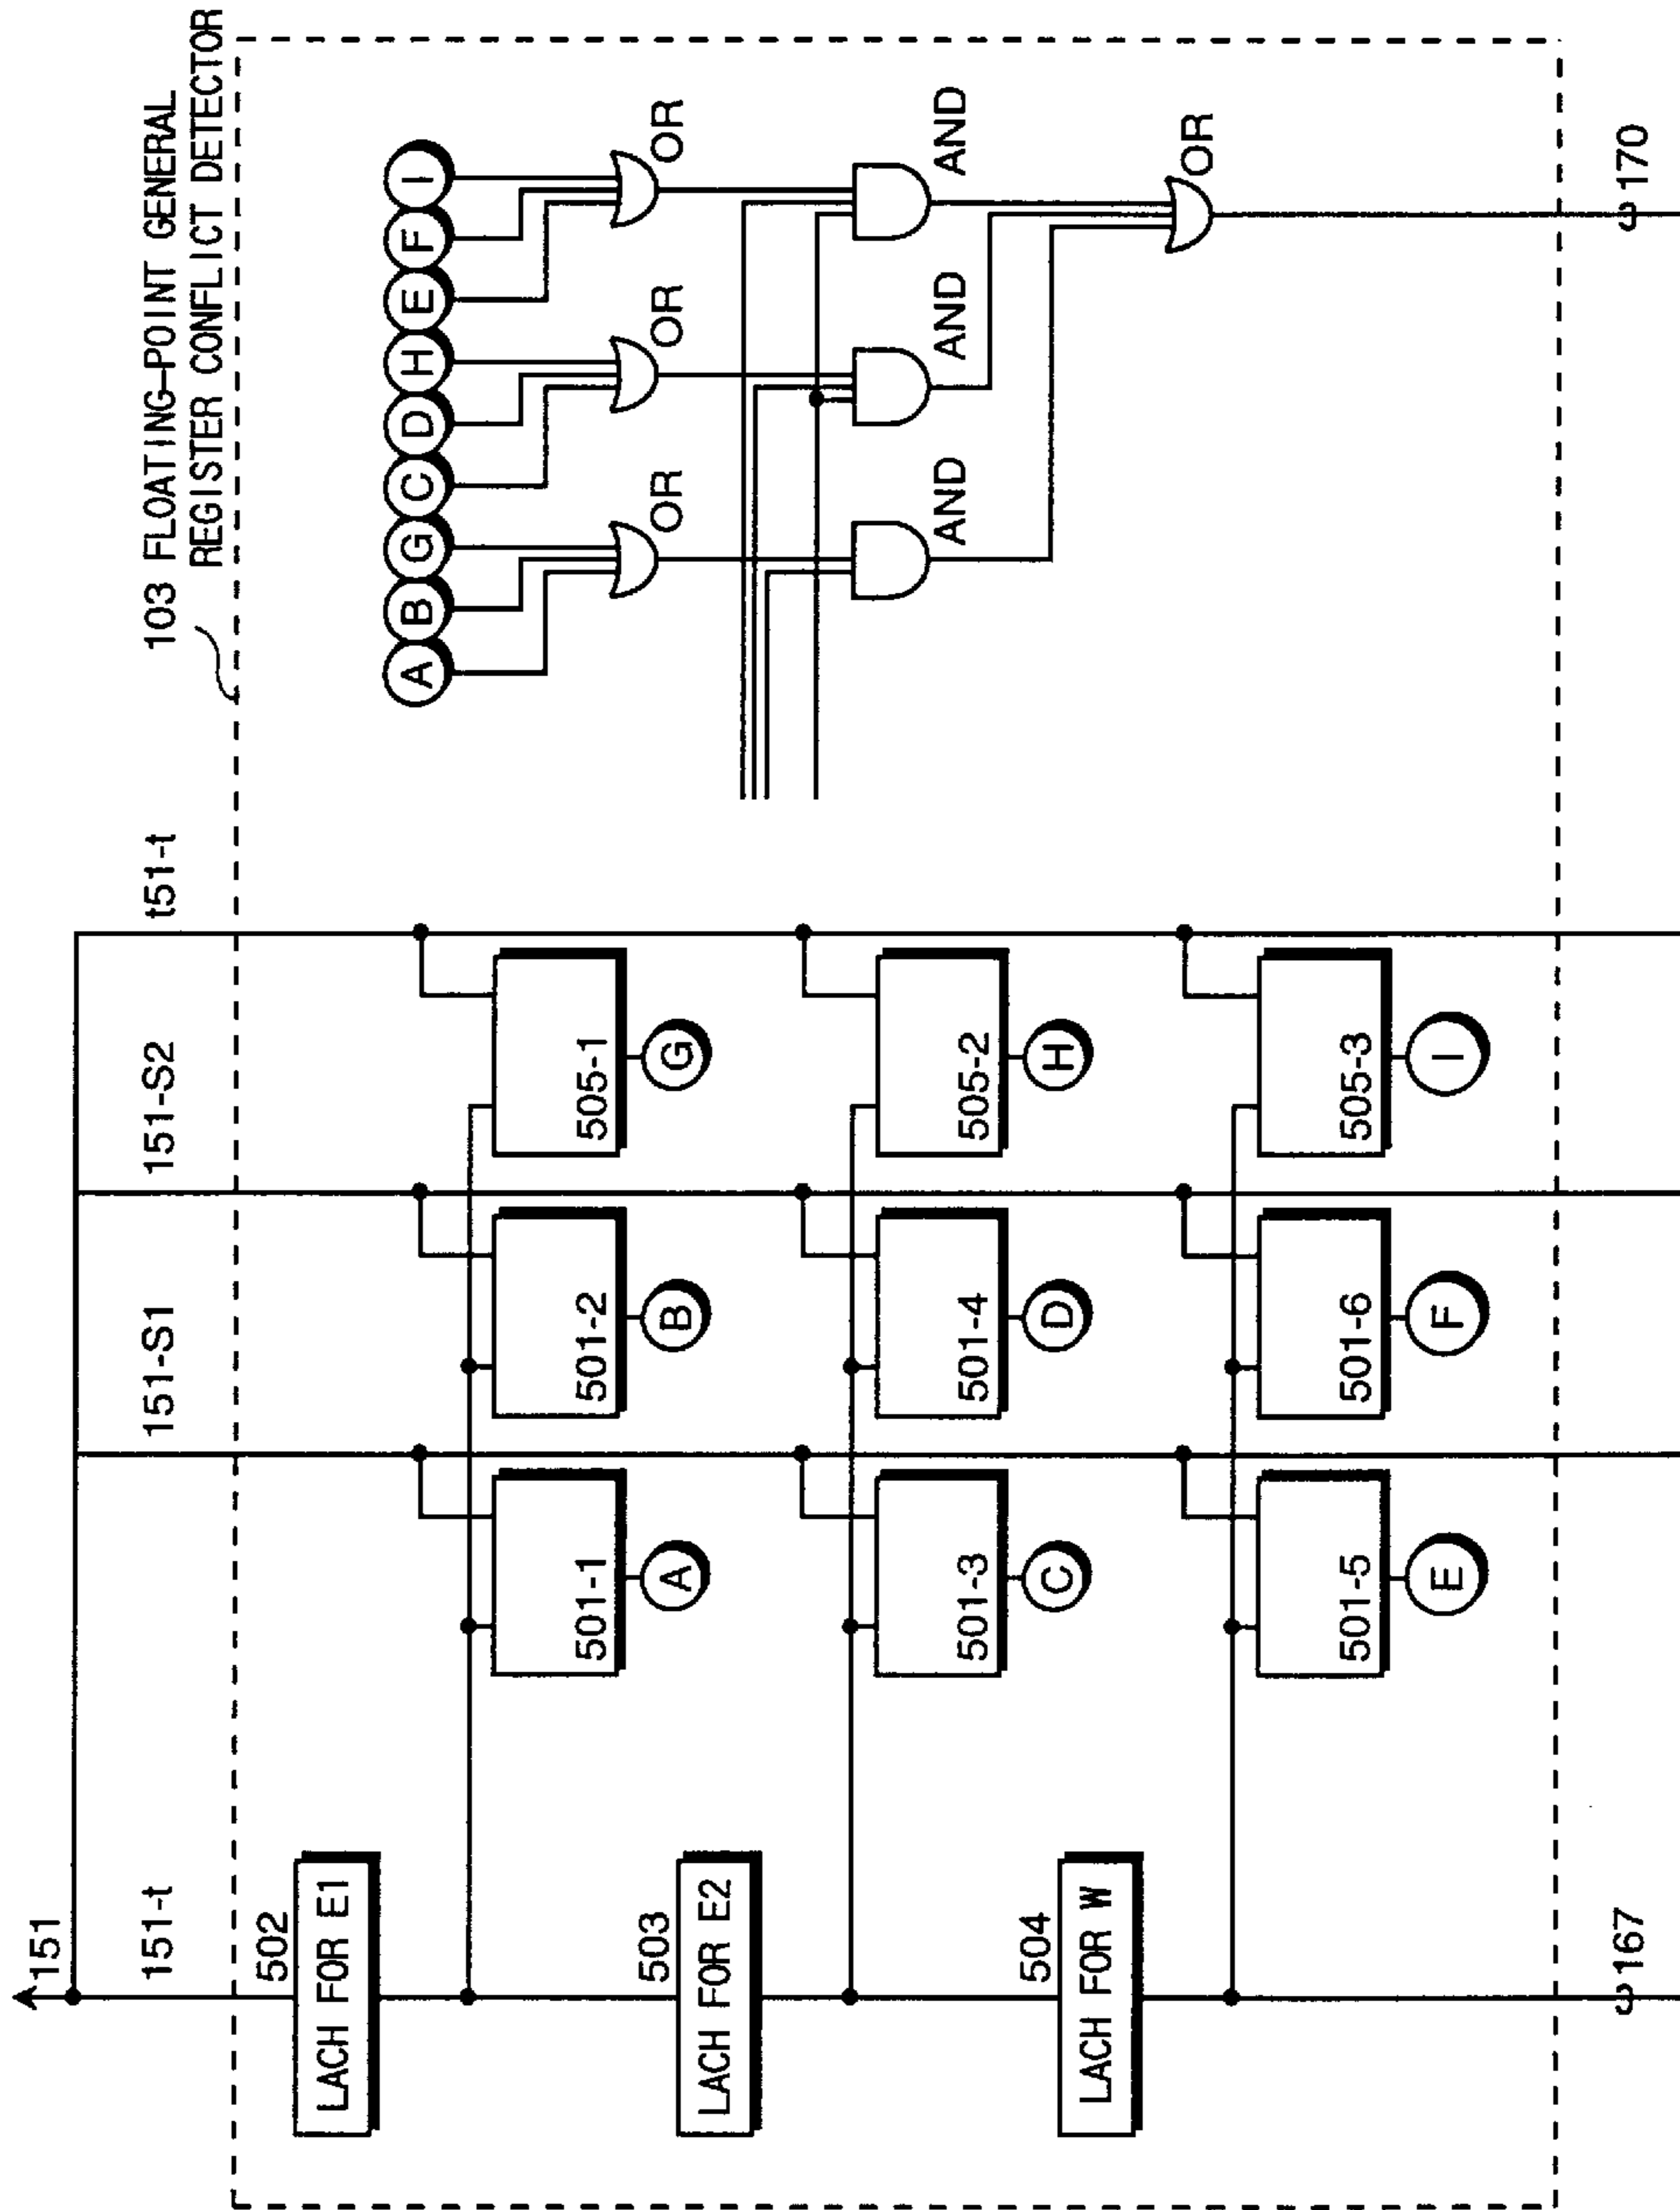 151
151-t
151-S1
151-S2
t51-t
103 FLOATING-POINT GENERAL
REGISTER CONFLICT DETECTOR
502
LACH FOR E1
501-1
A
501-2
B
505-1
G
503
LACH FOR E2
501-3
C
501-4
D
505-2
H
504
LACH FOR W
501-5
E
501-6
F
505-3
I
A B G C D H E F I
OR
OR
OR
AND
AND
AND
OR
167
170